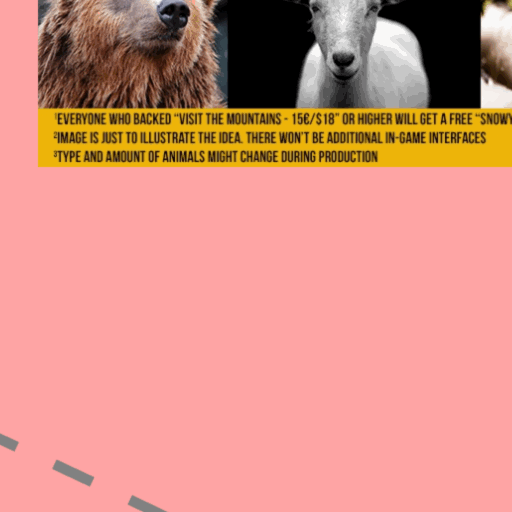 ¹EVERYONE WHO BACKED “VISIT THE MOUNTAINS - 15€/$18” OR HIGHER WILL GET A FREE “SNOWY
²IMAGE IS JUST TO ILLUSTRATE THE IDEA. THERE WON'T BE ADDITIONAL IN-GAME INTERFACES
³TYPE AND AMOUNT OF ANIMALS MIGHT CHANGE DURING PRODUCTION